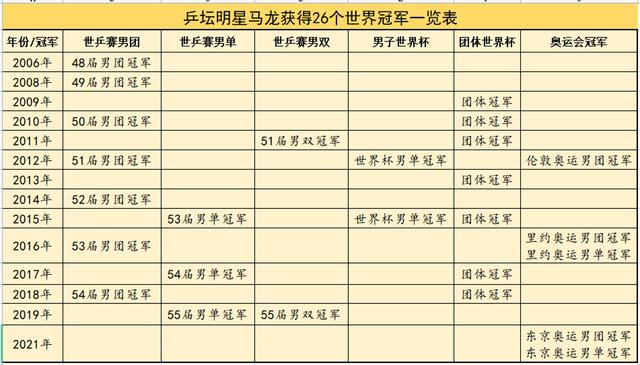 乒坛明星马龙获得26个世界冠军一览表
年份/冠军 世乒赛男团 世乒赛男单 世乒赛男双 男子世界杯 团体世界杯 奥运会冠军
2006年 48届男团冠军
2008年 49届男团冠军
2009年 团体冠军
2010年 50届男团冠军 团体冠军
2011年 51届男双冠军 团体冠军
2012年 51届男团冠军 世界杯男单冠军 伦敦奥运男团冠军
2013年 团体冠军
2014年 52届男团冠军
2015年 53届男单冠军 世界杯男单冠军 团体冠军
2016年 53届男团冠军 里约奥运男团冠军
里约奥运男单冠军
2017年 54届男单冠军 团体冠军
2018年 54届男团冠军 团体冠军
2019年 55届男单冠军 55届男双冠军
2021年 东京奥运男团冠军
东京奥运男单冠军